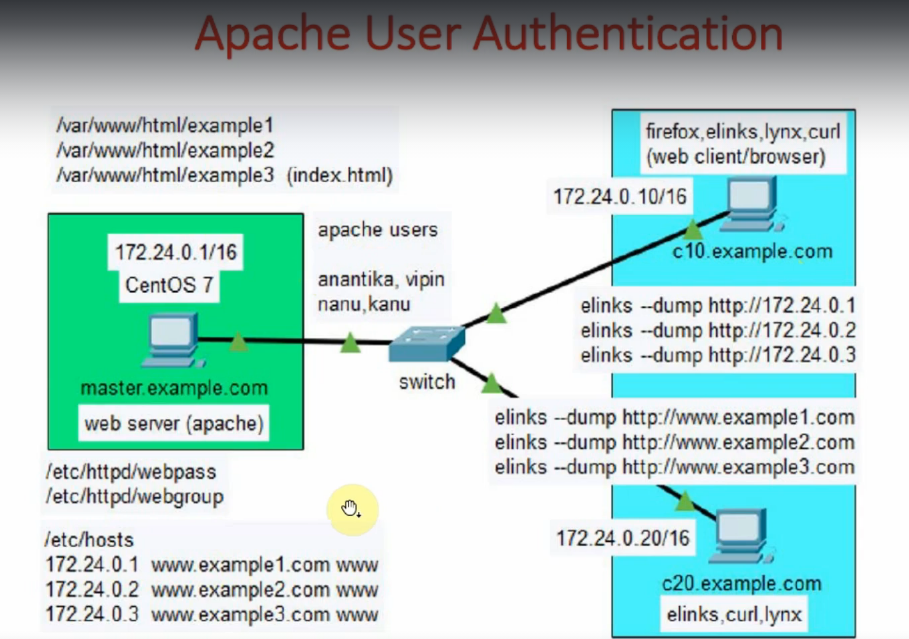 Apache User Authentication
/var/www/html/example1
/var/www/html/example2
/var/www/html/example3 (index.html)
172.24.0.1/16
CentOS 7
master.example.com
web server (apache)
apache users
anantika, vipin
nanu,kanu
switch
firefox,elinks,lynx,curl
(web client/browser)
172.24.0.10/16
c10.example.com
elinks --dump http://172.24.0.1
elinks --dump http://172.24.0.2
elinks --dump http://172.24.0.3
elinks --dump http://www.example1.com
elinks --dump http://www.example2.com
elinks --dump http://www.example3.com
172.24.0.20/16
c20.example.com
elinks,curl,lynx
/etc/httpd/webpass
/etc/httpd/webgroup
/etc/hosts
172.24.0.1 www.example1.com www
172.24.0.2 www.example2.com www
172.24.0.3 www.example3.com www